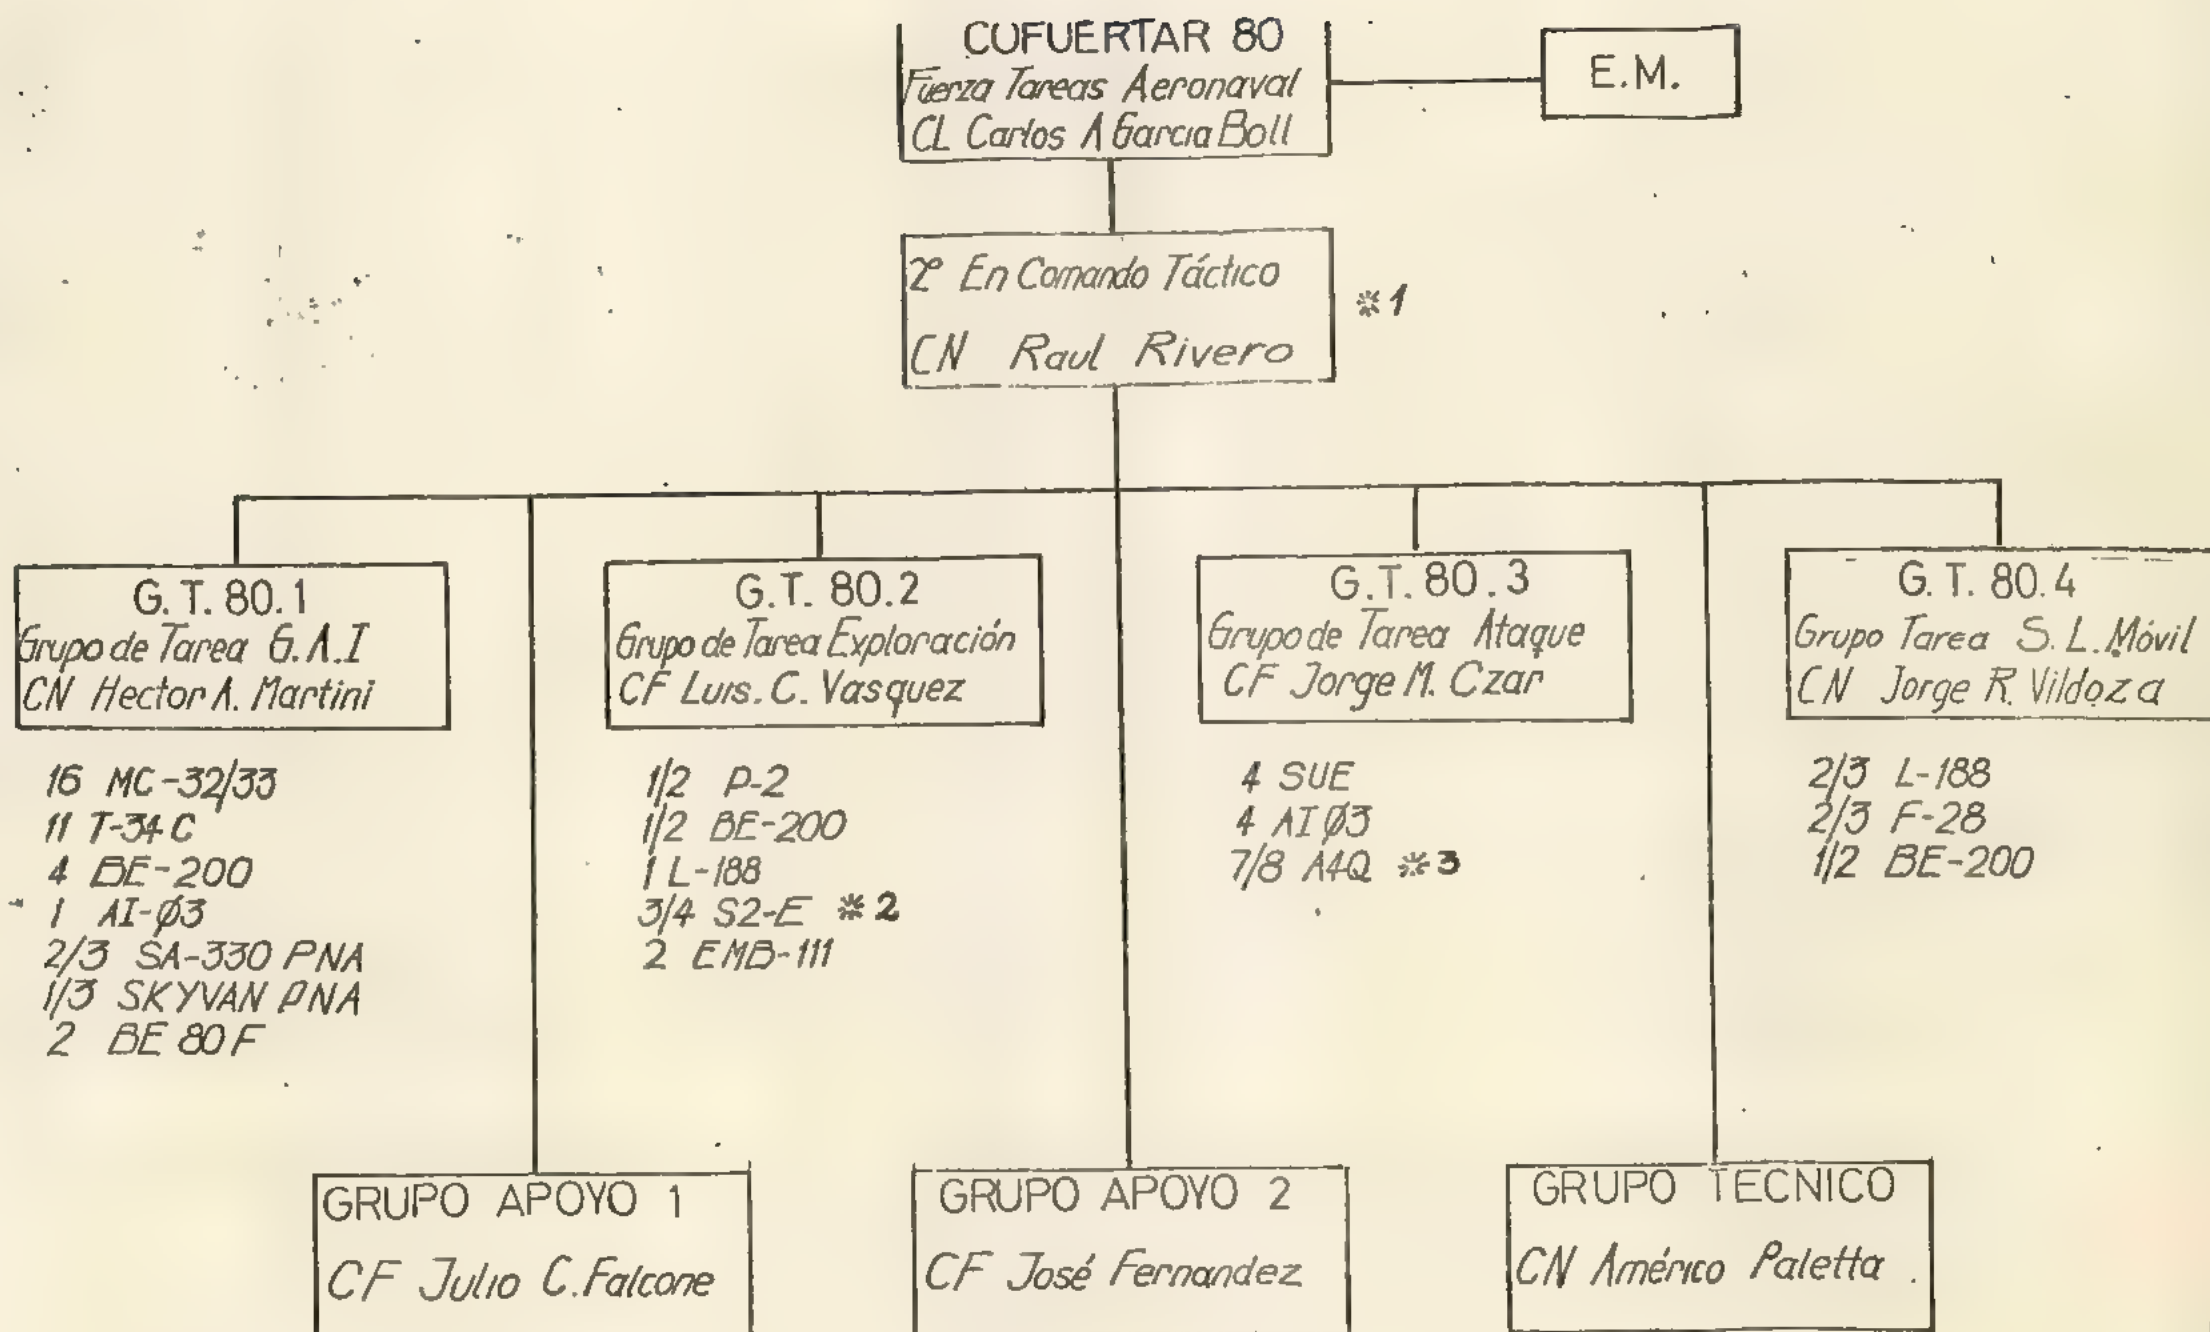 COFUERTAR 80
Fuerza Tareas Aeronaval
CL Carlos A Garcia Boll
E.M.
2º En Comando Táctico
CN Raul Rivero
*1
G.T. 80.1
Grupo de Tarea G.A.I
CN Hector A. Martini
16 MC-32/33
11 T-34 C
4 BE-200
1 AI-Ø3
2/3 SA-330 PNA
1/3 SKYVAN PNA
2 BE 80 F
G.T. 80.2
Grupo de Tarea Exploración
CF Luis. C. Vasquez
1/2 P-2
1/2 BE-200
1 L-188
3/4 S2-E *2
2 EMB-111
G.T. 80.3
Grupo de Tarea Ataque
CF Jorge M. Czar
4 SUE
4 AI Ø3
7/8 A4Q *3
G.T. 80.4
Grupo Tarea S.L. Móvil
CN Jorge R. Vildoza
2/3 L-188
2/3 F-28
1/2 BE-200
GRUPO APOYO 1
CF Julio C. Falcone
GRUPO APOYO 2
CF José Fernandez
GRUPO TECNICO
CN Américo Paletta.